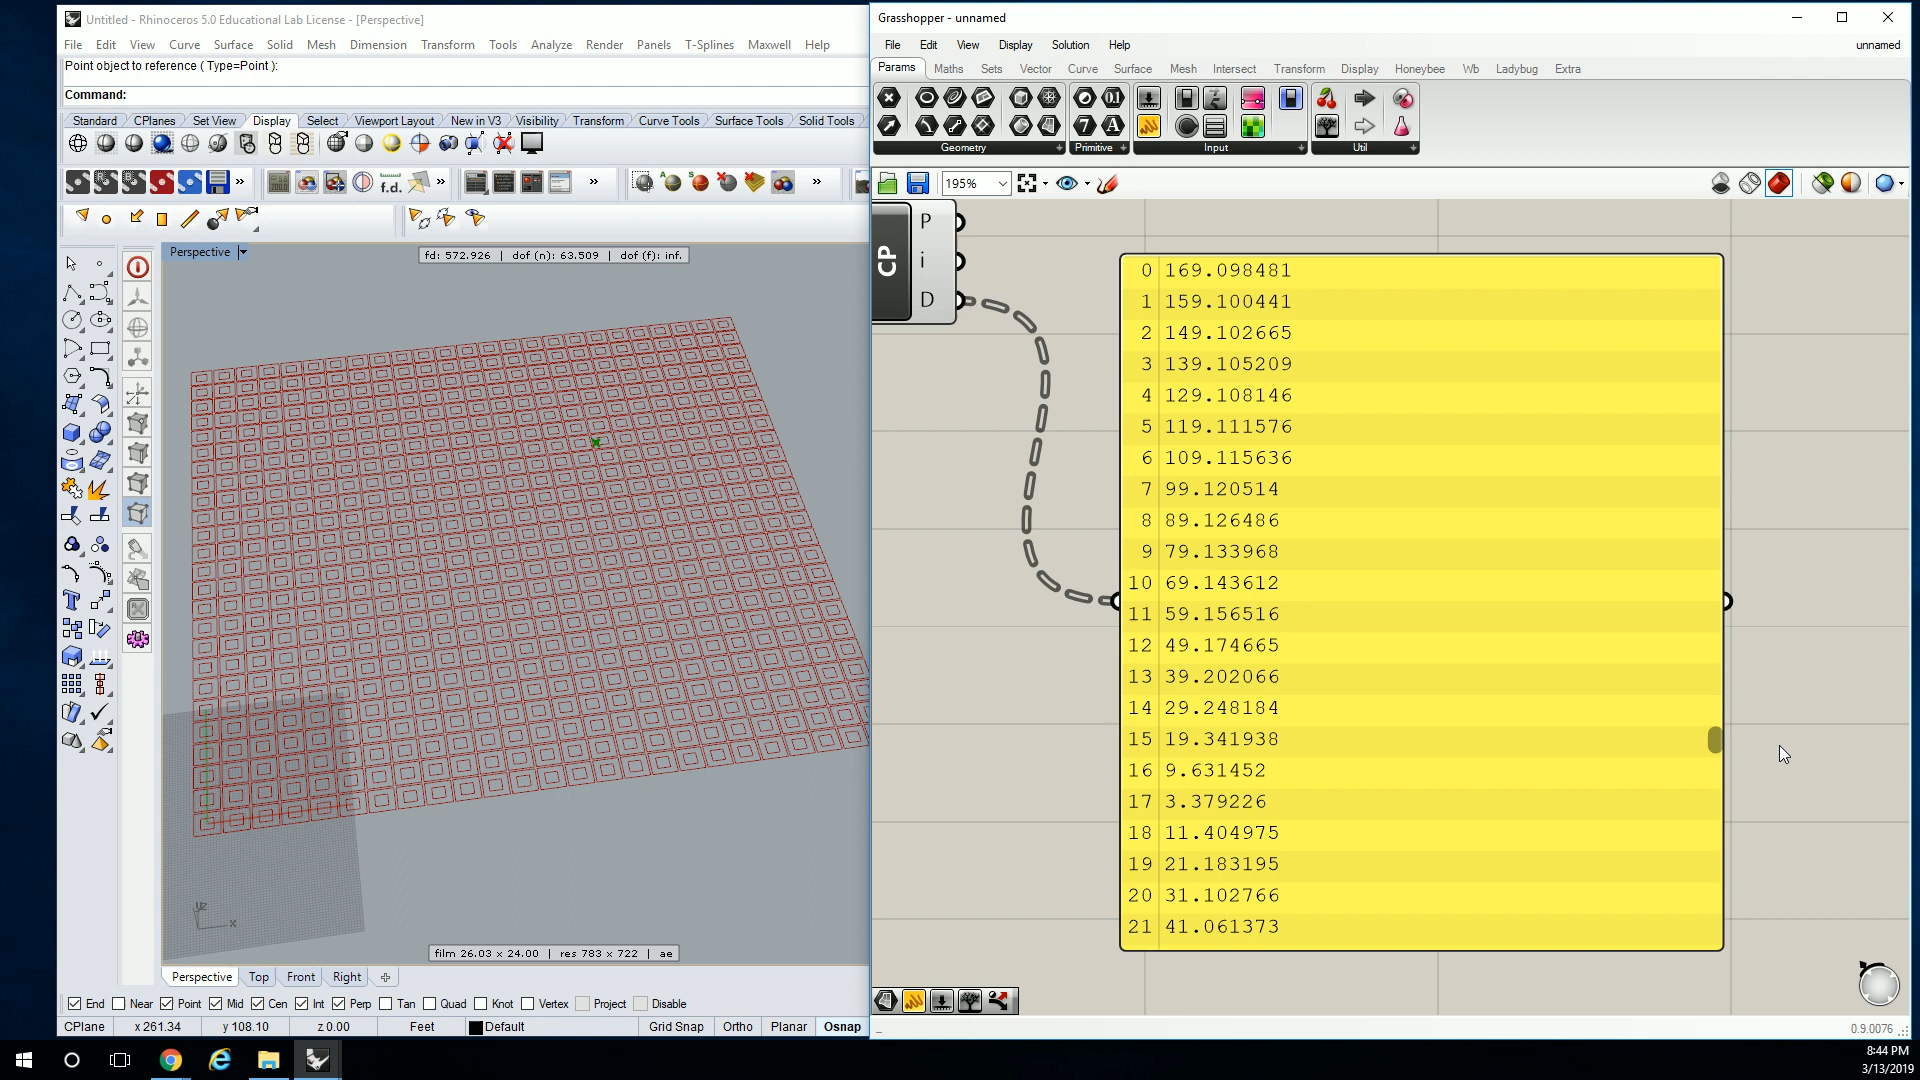 Untitled - Rhinoceros 5.0 Educational Lab License - [Perspective]
File Edit View Curve Surface Solid Mesh Dimension Transform Tools Analyze Render Panels T-Splines Maxwell Help
Point object to reference ( Type=Point ):
Command:
Standard CPlanes Set View Display Select Viewport Layout New in V3 Visibility Transform Curve Tools Surface Tools Solid Tools
f.d.
Perspective
fd: 572.926 | dof (n): 63.509 | dof (f): inf.
x
film 26.03 x 24.00 | res 783 x 722 | ae
Perspective Top Front Right
End Near Point Mid Cen Int Perp Tan Quad Knot Vertex Project Disable
CPlane x 261.34 y 108.10 z 0.00 Feet Default Grid Snap Ortho Planar Osnap
Grasshopper - unnamed
File Edit View Display Solution Help unnamed
Params Maths Sets Vector Curve Surface Mesh Intersect Transform Display Honeybee Wb Ladybug Extra
Geometry Primitive Input Util
195%
CP
P
i
D
0 169.098481
1 159.100441
2 149.102665
3 139.105209
4 129.108146
5 119.111576
6 109.115636
7 99.120514
8 89.126486
9 79.133968
10 69.143612
11 59.156516
12 49.174665
13 39.202066
14 29.248184
15 19.341938
16 9.631452
17 3.379226
18 11.404975
19 21.183195
20 31.102766
21 41.061373
0.9.0076
8:44 PM
3/13/2019